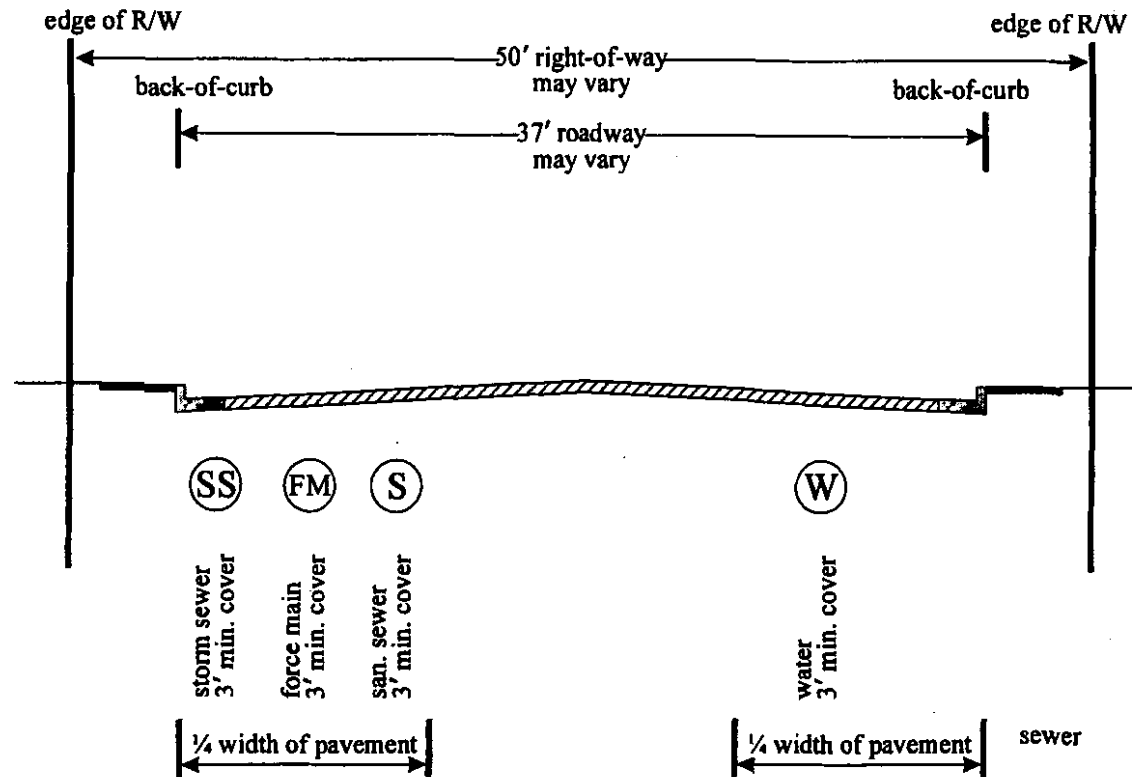 edge of R/W
edge of R/W
50′ right-of-way
may vary
back-of-curb
back-of-curb
37′ roadway
may vary
SS
FM
S
W
storm sewer
3′ min. cover
force main
3′ min. cover
san. sewer
3′ min. cover
water
3′ min. cover
¼ width of pavement
¼ width of pavement
sewer